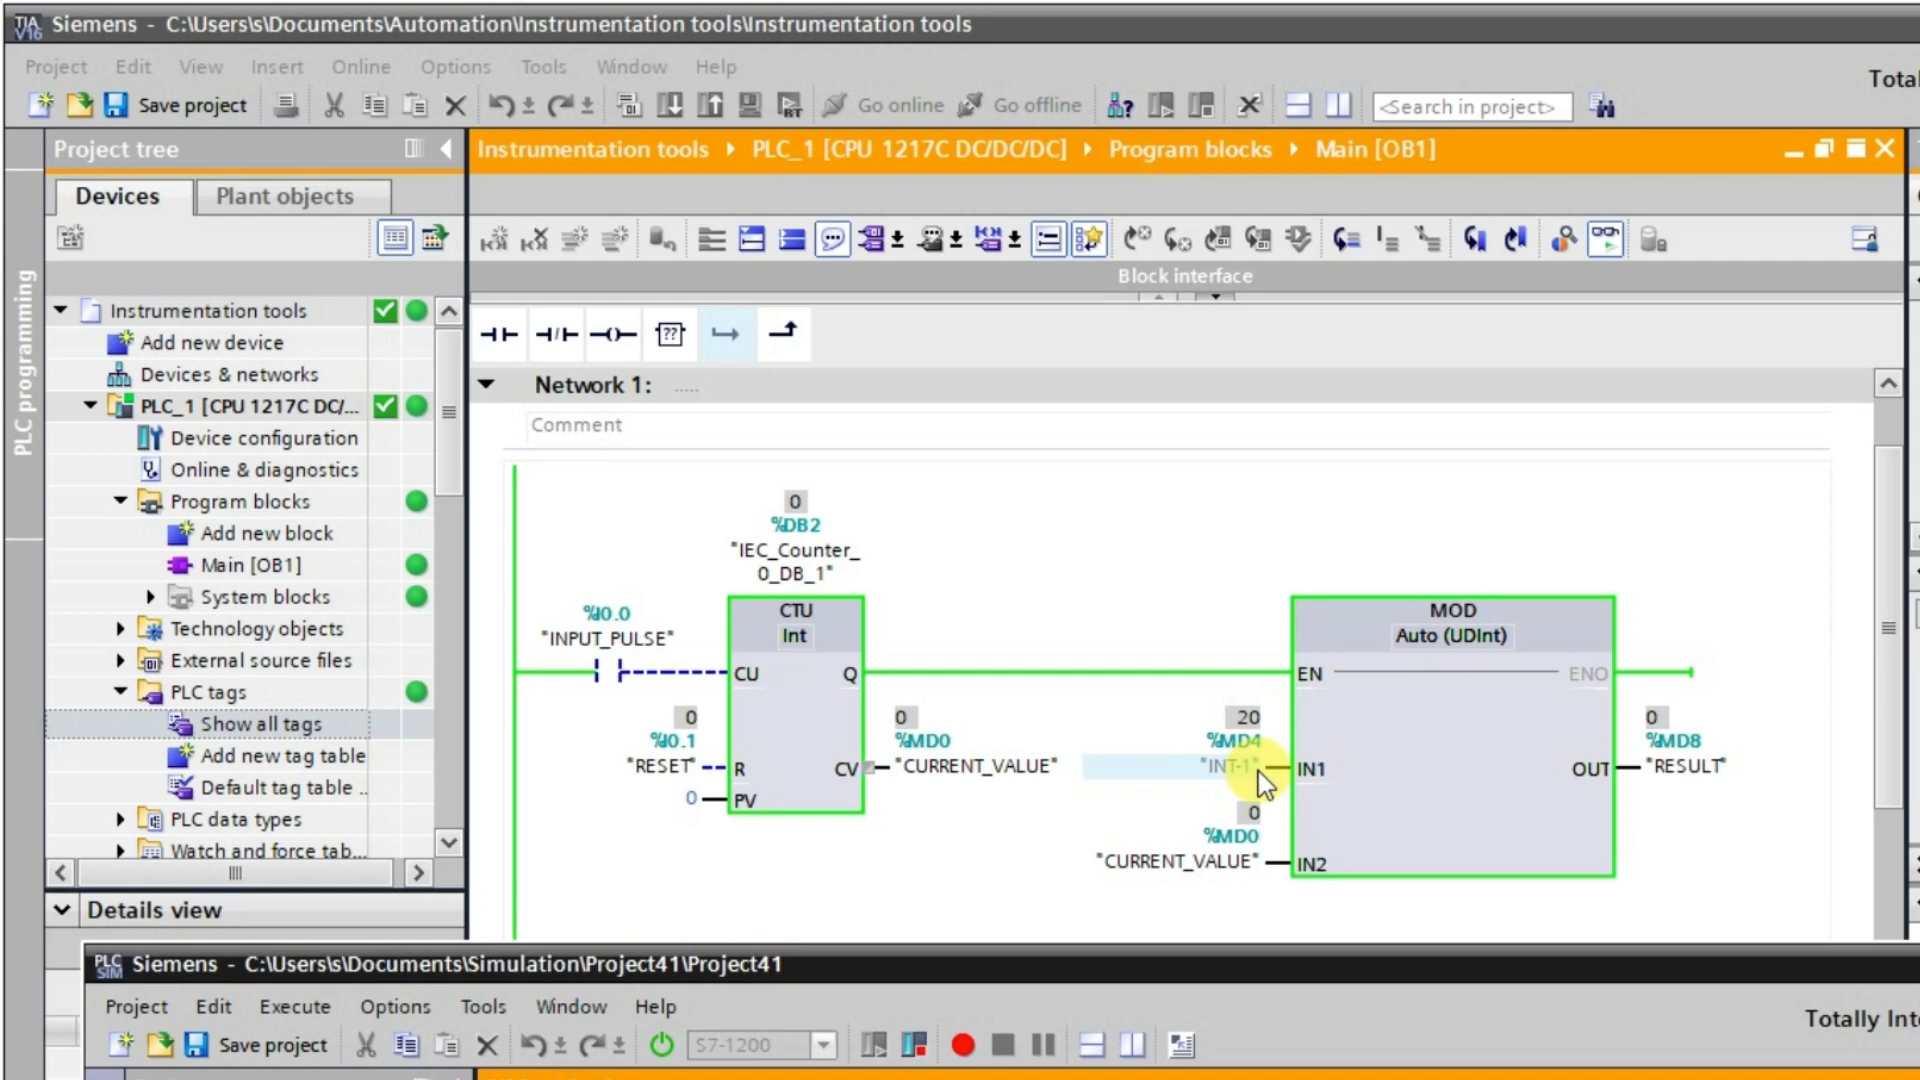 TIA V16 Siemens - C:\Users\s\Documents\Automation\Instrumentation tools\Instrumentation tools
Project Edit View Insert Online Options Tools Window Help
Total
Save project Go online Go offline <Search in project>
Project tree
Instrumentation tools PLC_1 [CPU 1217C DC/DC/DC] Program blocks Main [OB1]
Devices Plant objects
Block interface
PLC programming
Instrumentation tools
Add new device
Devices & networks
PLC_1 [CPU 1217C DC/...
Device configuration
Online & diagnostics
Program blocks
Add new block
Main [OB1]
System blocks
Technology objects
External source files
PLC tags
Show all tags
Add new tag table
Default tag table ..
PLC data types
Watch and force tab...
Details view
??
Network 1: .....
Comment
0
%DB2
"IEC_Counter_
0_DB_1"
%I0.0
"INPUT_PULSE"
CTU
Int
CU Q
0
%I0.1
"RESET" R
0 PV
CV
0
%MD0
"CURRENT_VALUE"
MOD
Auto (UDInt)
EN ENO
20
%MD4
"INT-1" IN1
0
%MD0
"CURRENT_VALUE" IN2
OUT
0
%MD8
"RESULT"
PLC SIM Siemens - C:\Users\s\Documents\Simulation\Project41\Project41
Project Edit Execute Options Tools Window Help
Totally Inte
Save project S7-1200